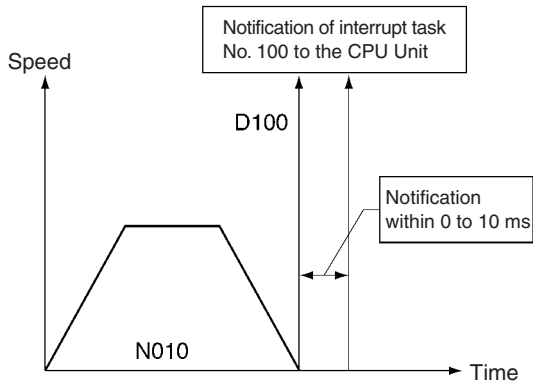 Notification of interrupt task
No. 100 to the CPU Unit
Speed
D100
Notification
within 0 to 10 ms
N010
Time